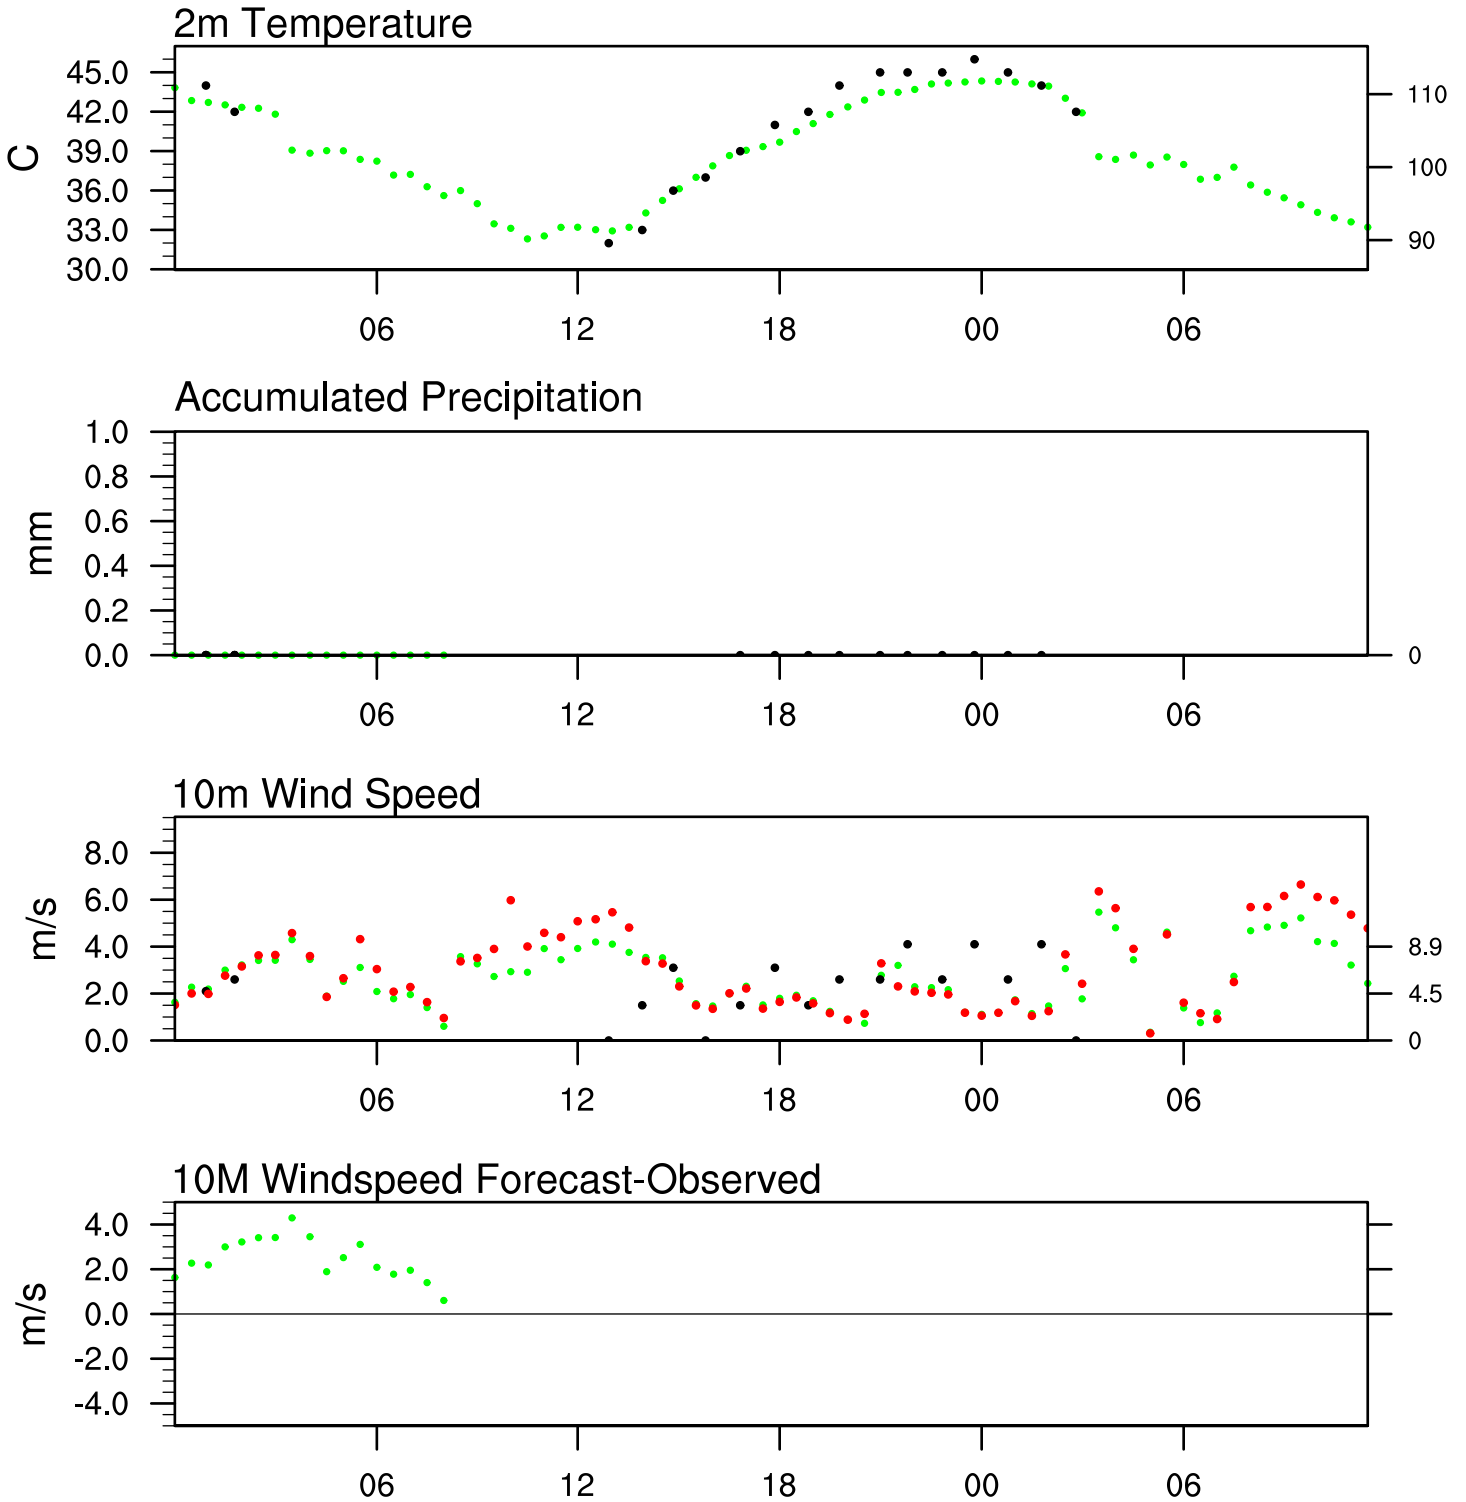 2m Temperature
45.0
42.0
39.0
36.0
33.0
30.0
C
110
100
90
06 12 18 00 06
Accumulated Precipitation
1.0
0.8
0.6
0.4
0.2
0.0
mm
0
06 12 18 00 06
10m Wind Speed
8.0
6.0
4.0
2.0
0.0
m/s
8.9
4.5
0
06 12 18 00 06
10M Windspeed Forecast-Observed
4.0
2.0
0.0
-2.0
-4.0
m/s
06 12 18 00 06